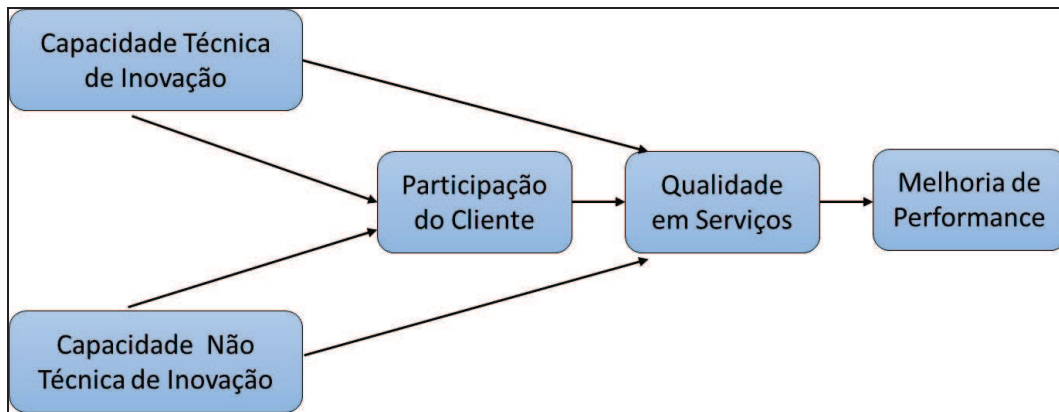 Capacidade Técnica
de Inovação
Participação
do Cliente
Qualidade
em Serviços
Melhoria de
Performance
Capacidade Não
Técnica de Inovação